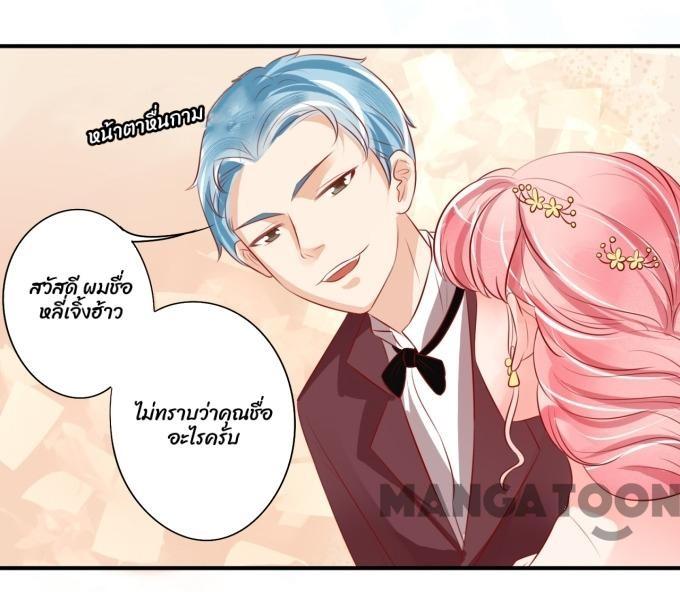 หน้าตาหื่นกาม
สวัสดี ผมชื่อ
หลี่เจิ้งฮ้าว
ไม่ทราบว่าคุณชื่อ
อะไรครับ
MANGATOON